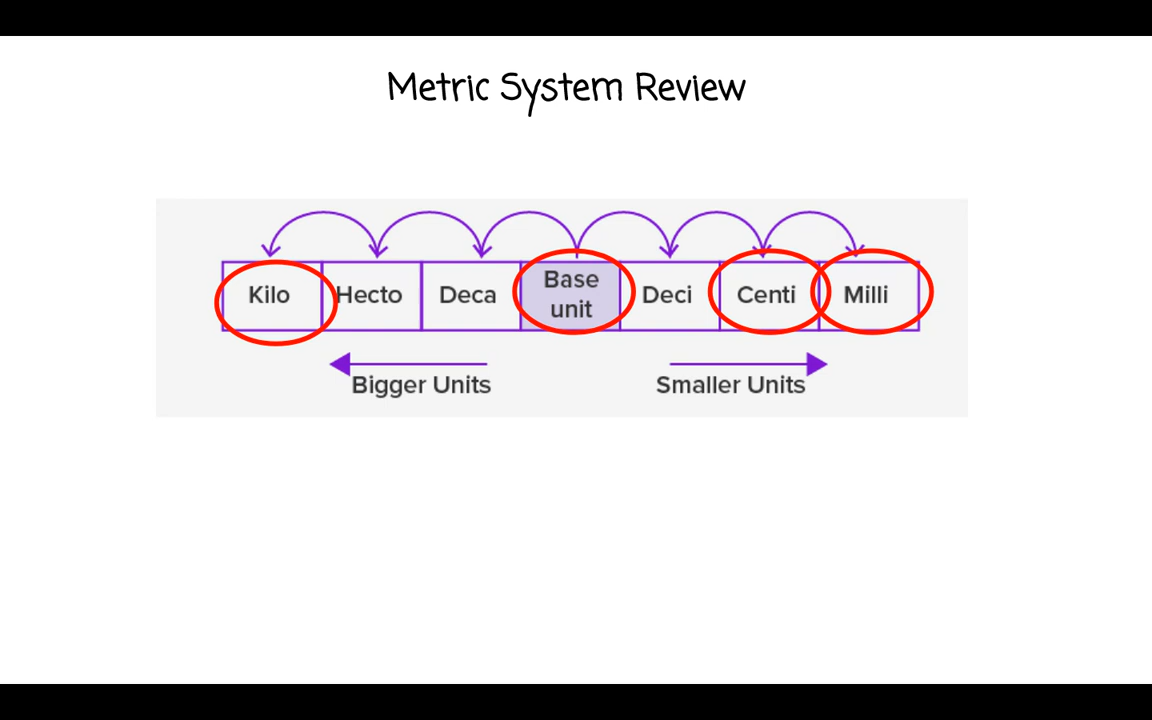 Metric System Review
Kilo Hecto Deca Base unit Deci Centi Milli
Bigger Units Smaller Units